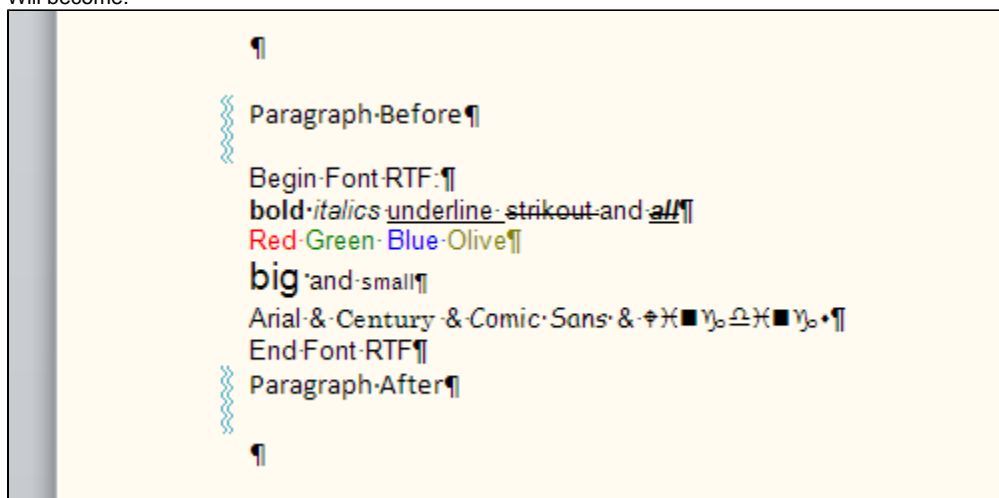 Will become:
¶
Paragraph·Before¶
Begin·Font·RTF:¶
bold·italics·underline·strikout·and·all¶
Red·Green·Blue·Olive¶
big·and·small¶
Arial·&·Century·&·Comic·Sans·&·🕈♓■♑♎♓■♑⬧¶
End·Font·RTF¶
Paragraph·After¶
¶